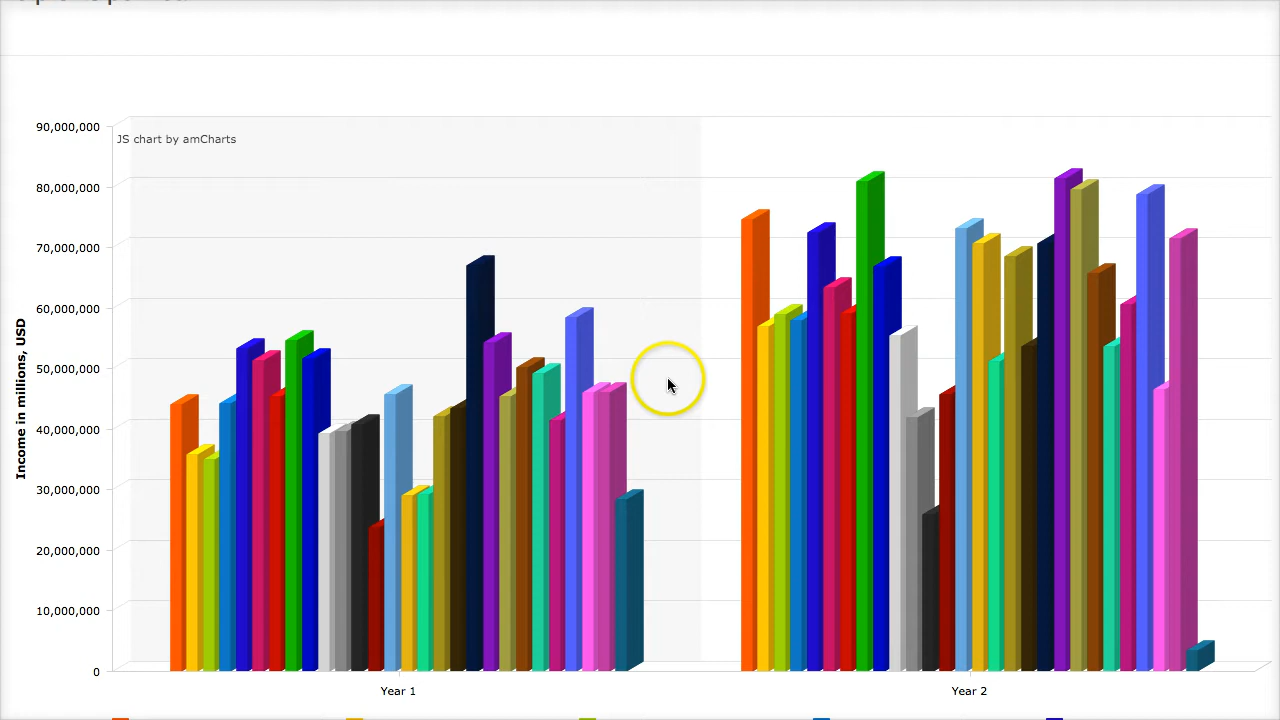 JS chart by amCharts
Income in millions, USD
90,000,000
80,000,000
70,000,000
60,000,000
50,000,000
40,000,000
30,000,000
20,000,000
10,000,000
0
Year 1
Year 2